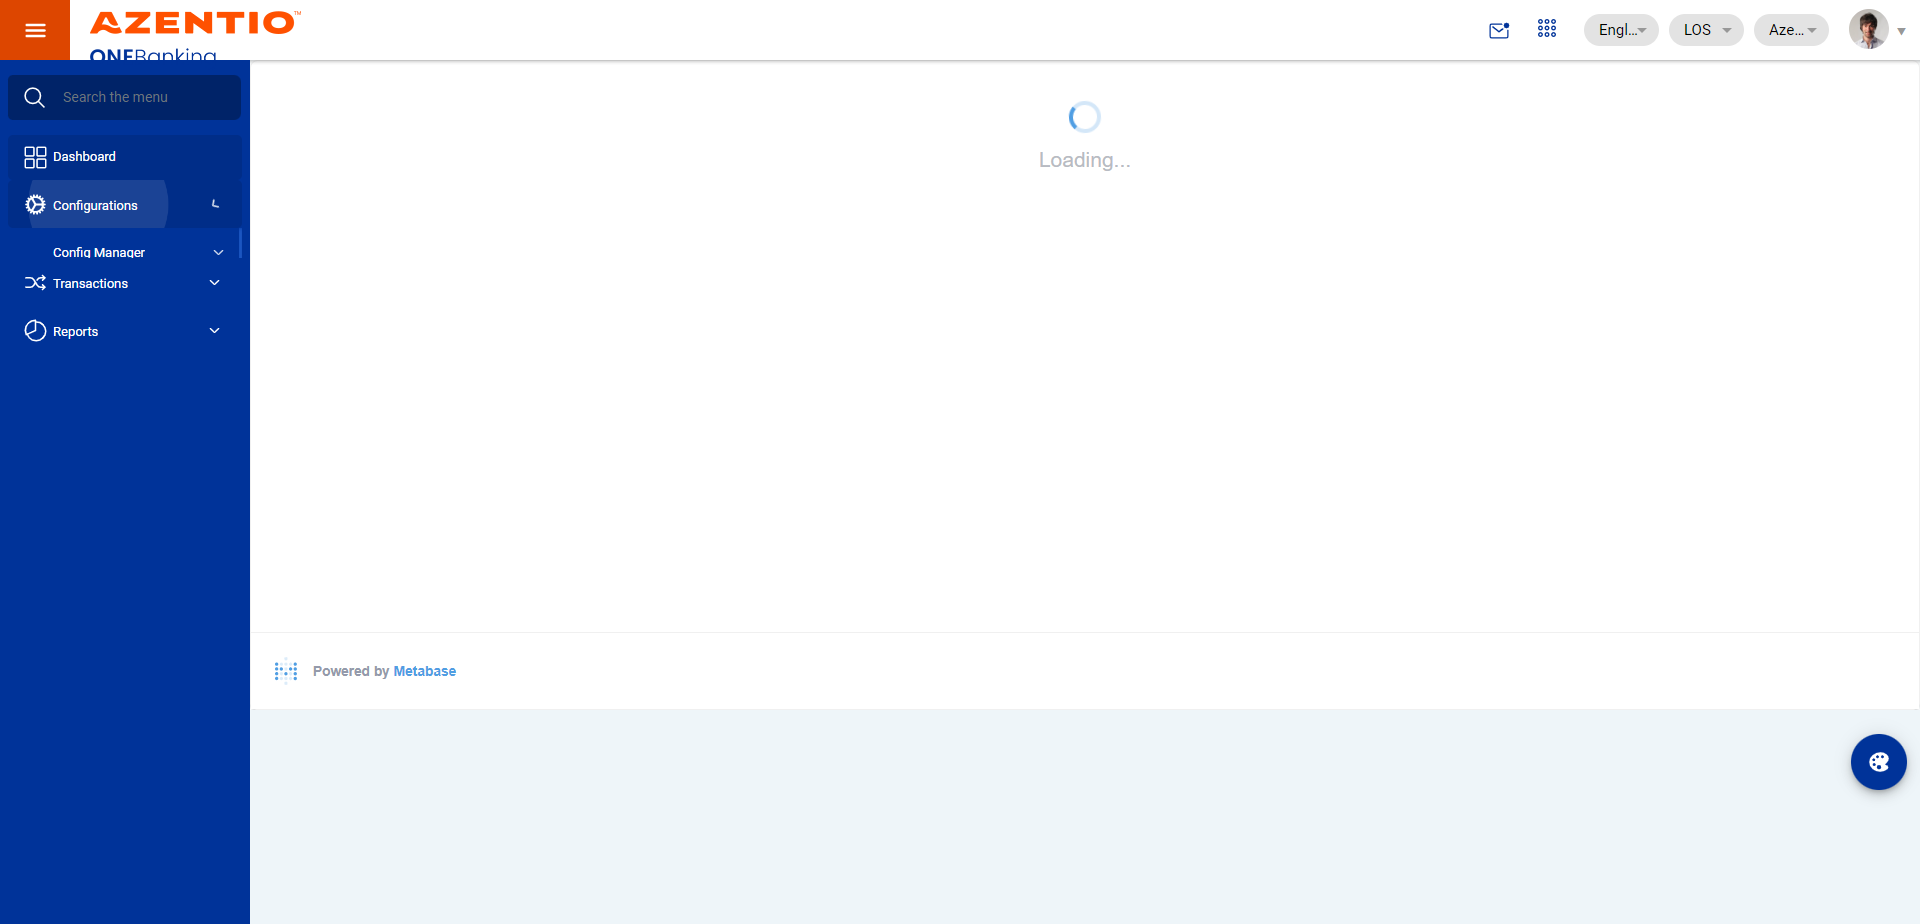 AZENTIO™
ONEBanking
Engl...
LOS
Aze...
Search the menu
Dashboard
Configurations
Config Manager
Transactions
Reports
Loading...
Powered by Metabase